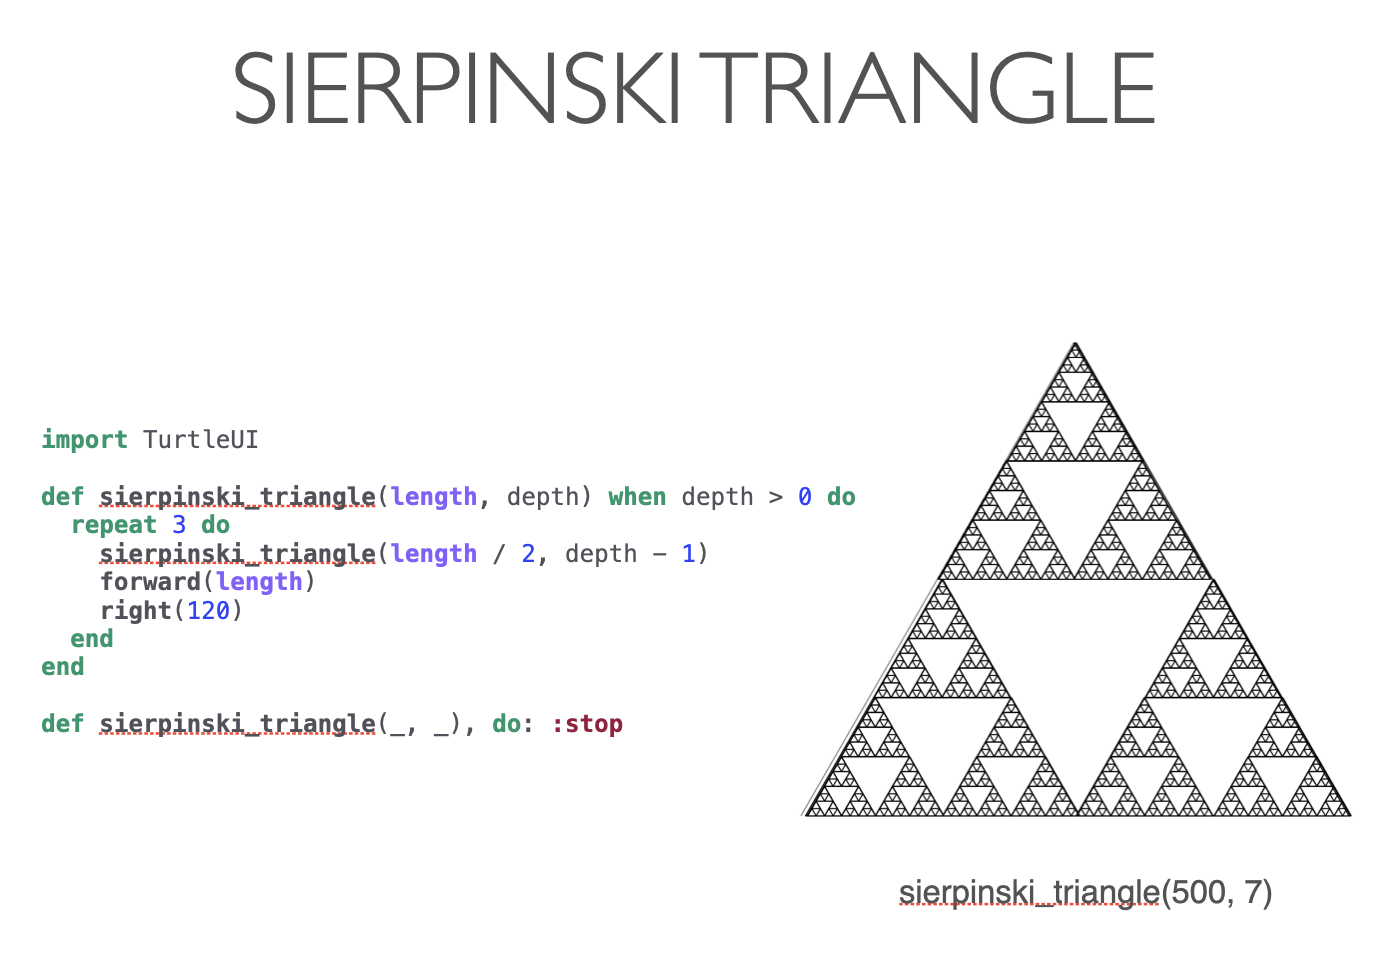 SIERPINSKI TRIANGLE
import TurtleUI
def sierpinski_triangle(length, depth) when depth > 0 do
repeat 3 do
sierpinski_triangle(length / 2, depth - 1)
forward(length)
right(120)
end
end
def sierpinski_triangle(_, _), do: :stop
sierpinski_triangle(500, 7)